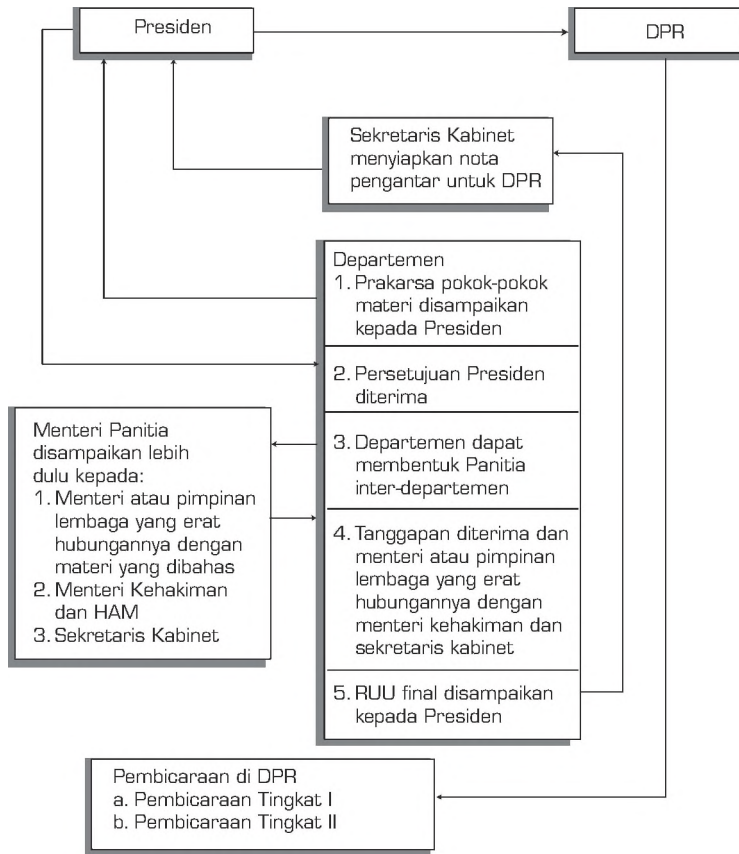 Presiden
DPR
Sekretaris Kabinet
menyiapkan nota
pengantar untuk DPR
Departemen
1. Prakarsa pokok-pokok
materi disampaikan
kepada Presiden
2. Persetujuan Presiden
diterima
3. Departemen dapat
membentuk Panitia
inter-departemen
4. Tanggapan diterima dan
menteri atau pimpinan
lembaga yang erat
hubungannya dengan
menteri kehakiman dan
sekretaris kabinet
5. RUU final disampaikan
kepada Presiden
Menteri Panitia
disampaikan lebih
dulu kepada:
1. Menteri atau pimpinan
lembaga yang erat
hubungannya dengan
materi yang dibahas
2. Menteri Kehakiman
dan HAM
3. Sekretaris Kabinet
Pembicaraan di DPR
a. Pembicaraan Tingkat I
b. Pembicaraan Tingkat II